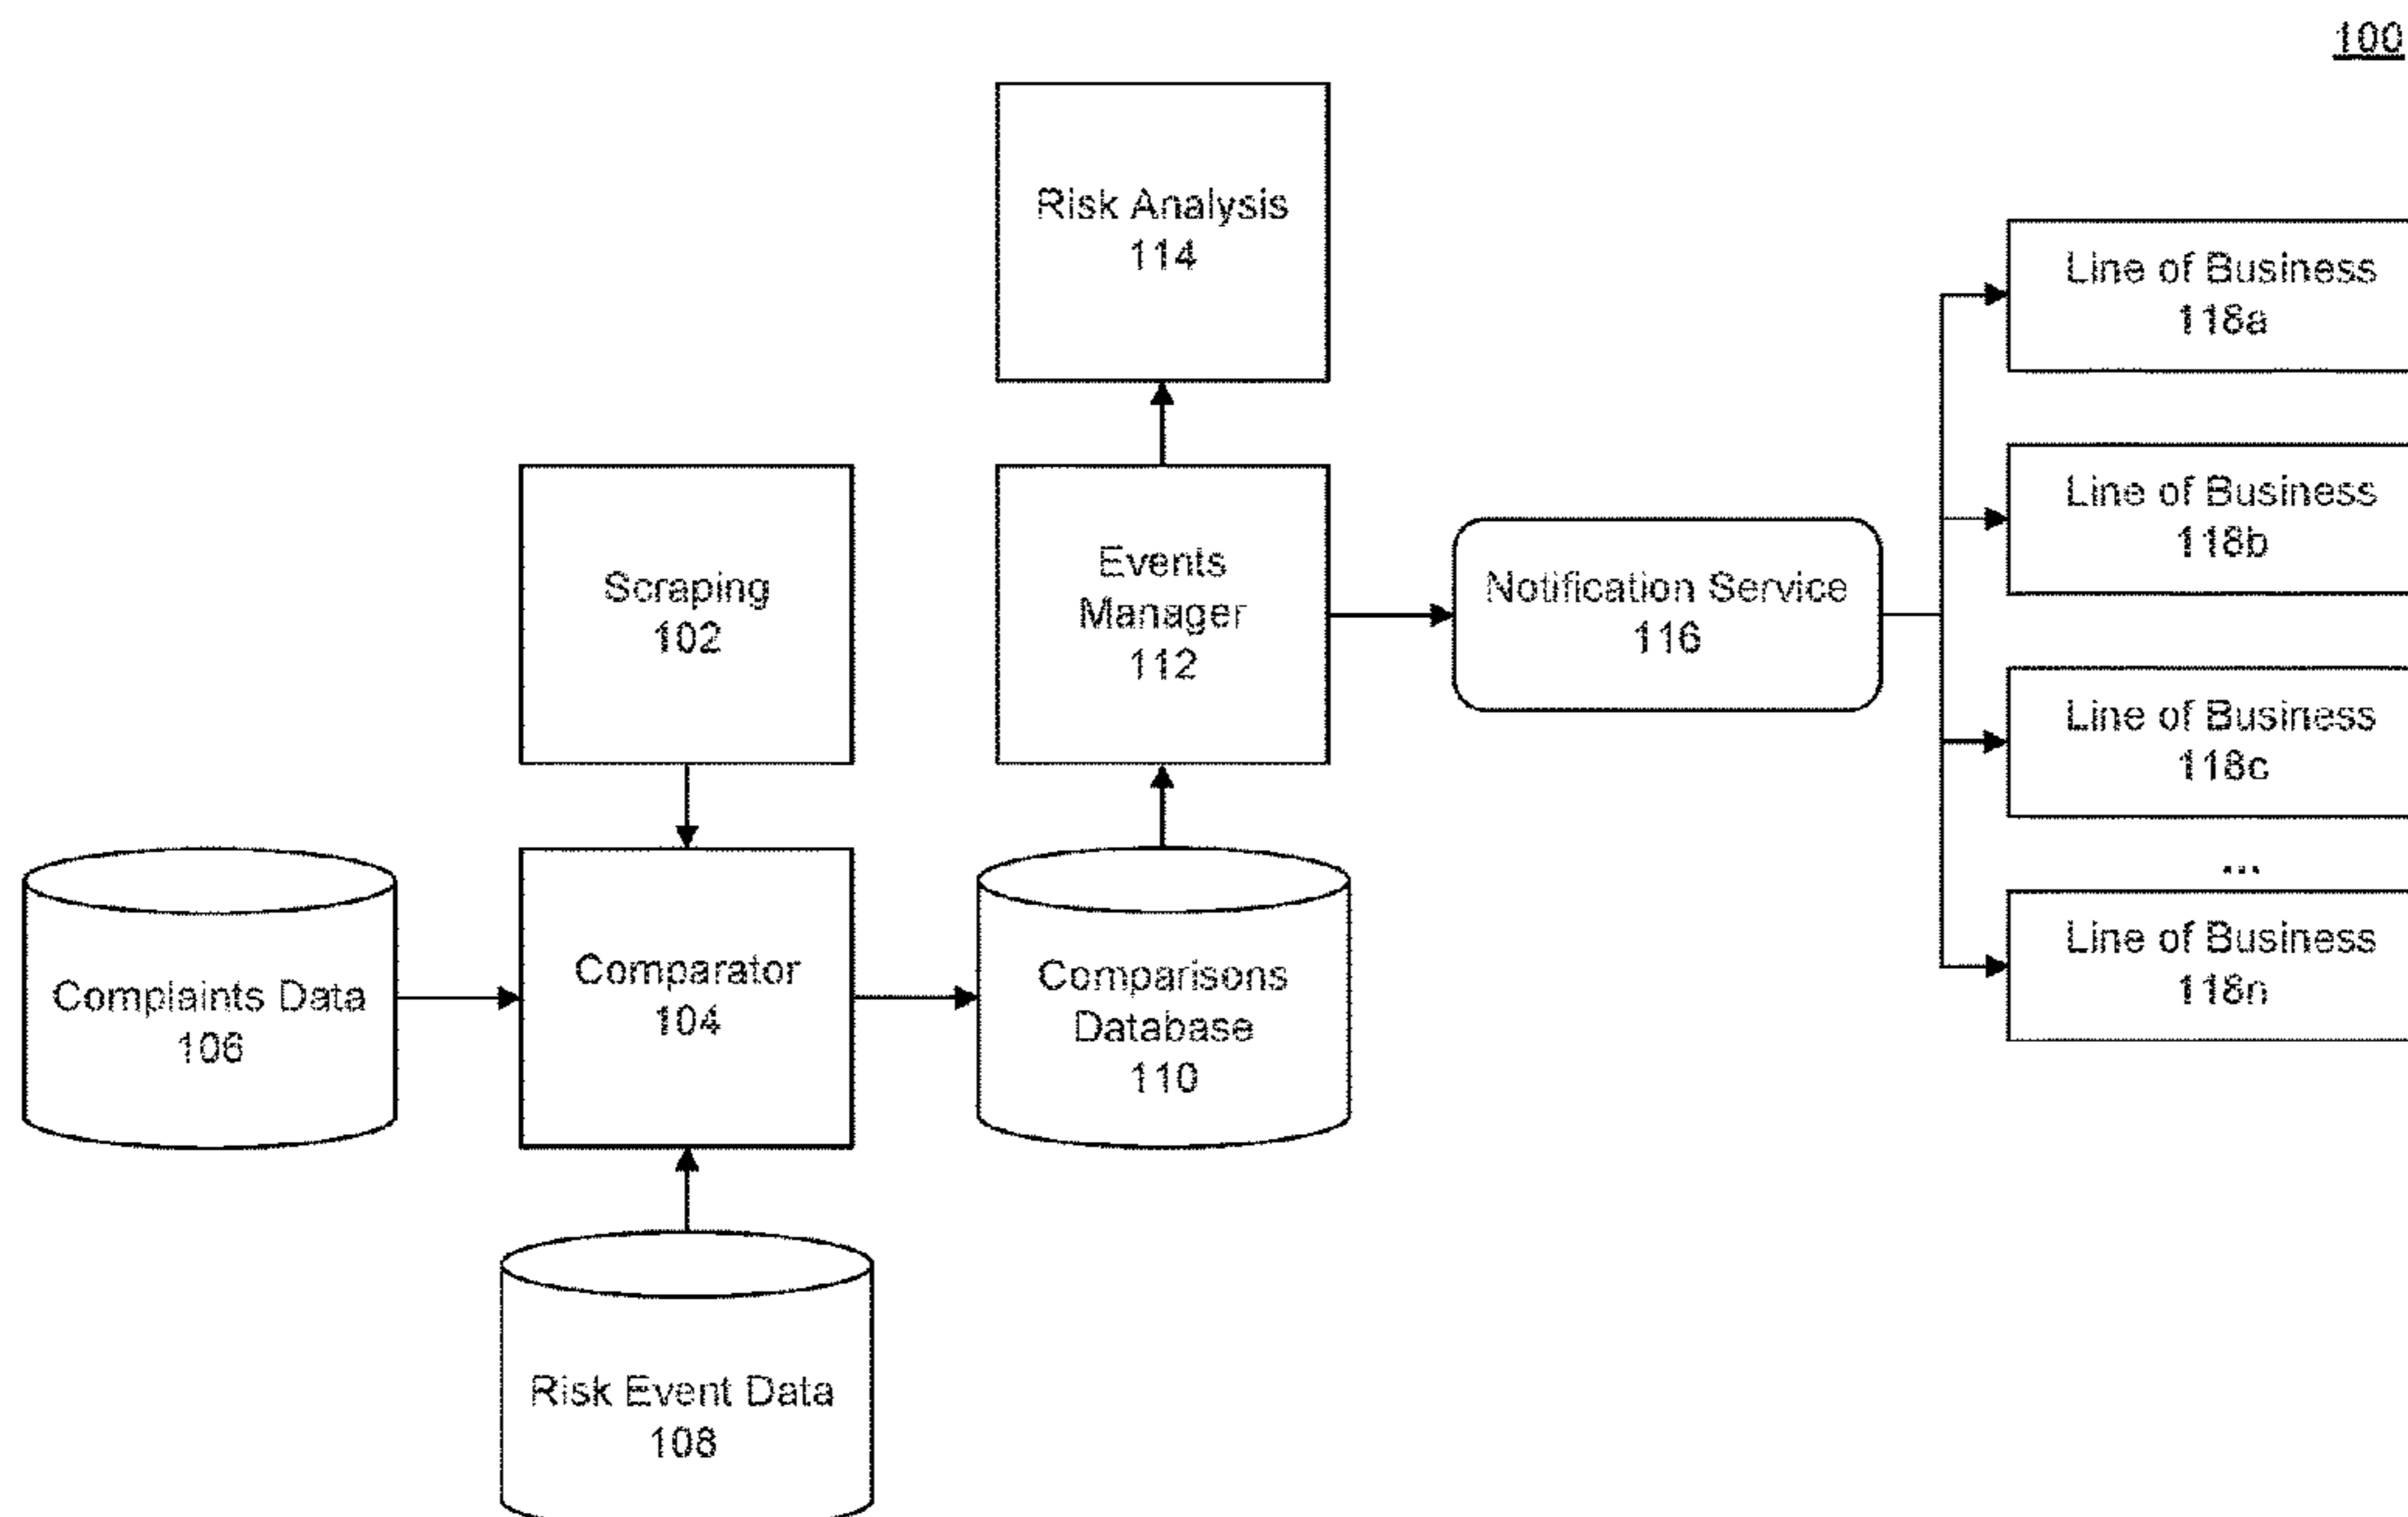 100
Risk Analysis
114
Line of Business
118a
Line of Business
118b
Scraping
102
Events
Manager
112
Notification Service
116
Line of Business
118c
...
Line of Business
118n
Complaints Data
106
Comparator
104
Comparisons
Database
110
Risk Event Data
108